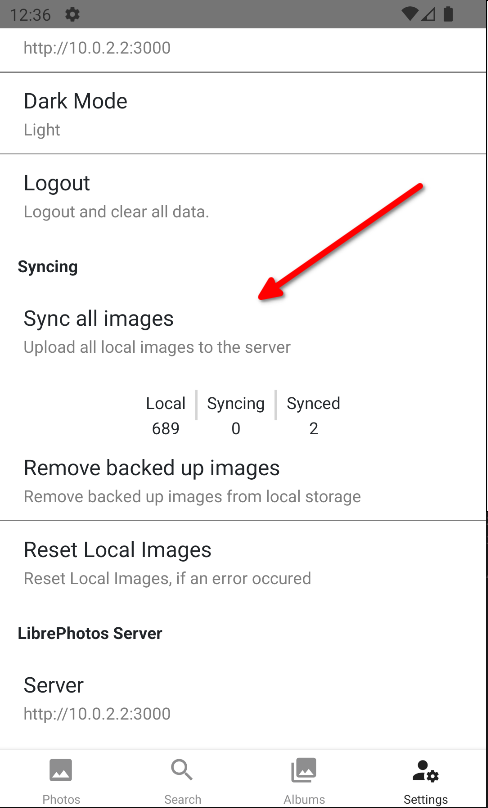 12:36
http://10.0.2.2:3000
Dark Mode
Light
Logout
Logout and clear all data.
Syncing
Sync all images
Upload all local images to the server
Local Syncing Synced
689 0 2
Remove backed up images
Remove backed up images from local storage
Reset Local Images
Reset Local Images, if an error occured
LibrePhotos Server
Server
http://10.0.2.2:3000
Photos Search Albums Settings